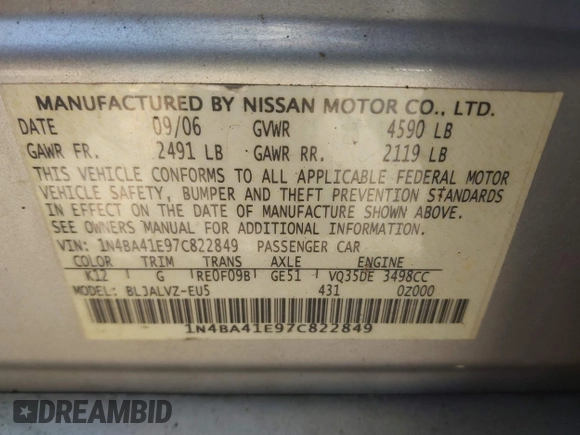 MANUFACTURED BY NISSAN MOTOR CO., LTD.
DATE 09/06 GVWR 4590 LB
GAWR FR. 2491 LB GAWR RR. 2119 LB
THIS VEHICLE CONFORMS TO ALL APPLICABLE FEDERAL MOTOR
VEHICLE SAFETY, BUMPER AND THEFT PREVENTION STANDARDS
IN EFFECT ON THE DATE OF MANUFACTURE SHOWN ABOVE.
SEE OWNERS MANUAL FOR ADDITIONAL INFORMATION.
VIN: 1N4BA41E97C822849 PASSENGER CAR
COLOR TRIM TRANS AXLE ENGINE
K12 G RE0F09B GE51 VQ35DE 3498CC
MODEL: BLJALVZ-EU5 431 0Z000
1N4BA41E97C822849
DREAMBID